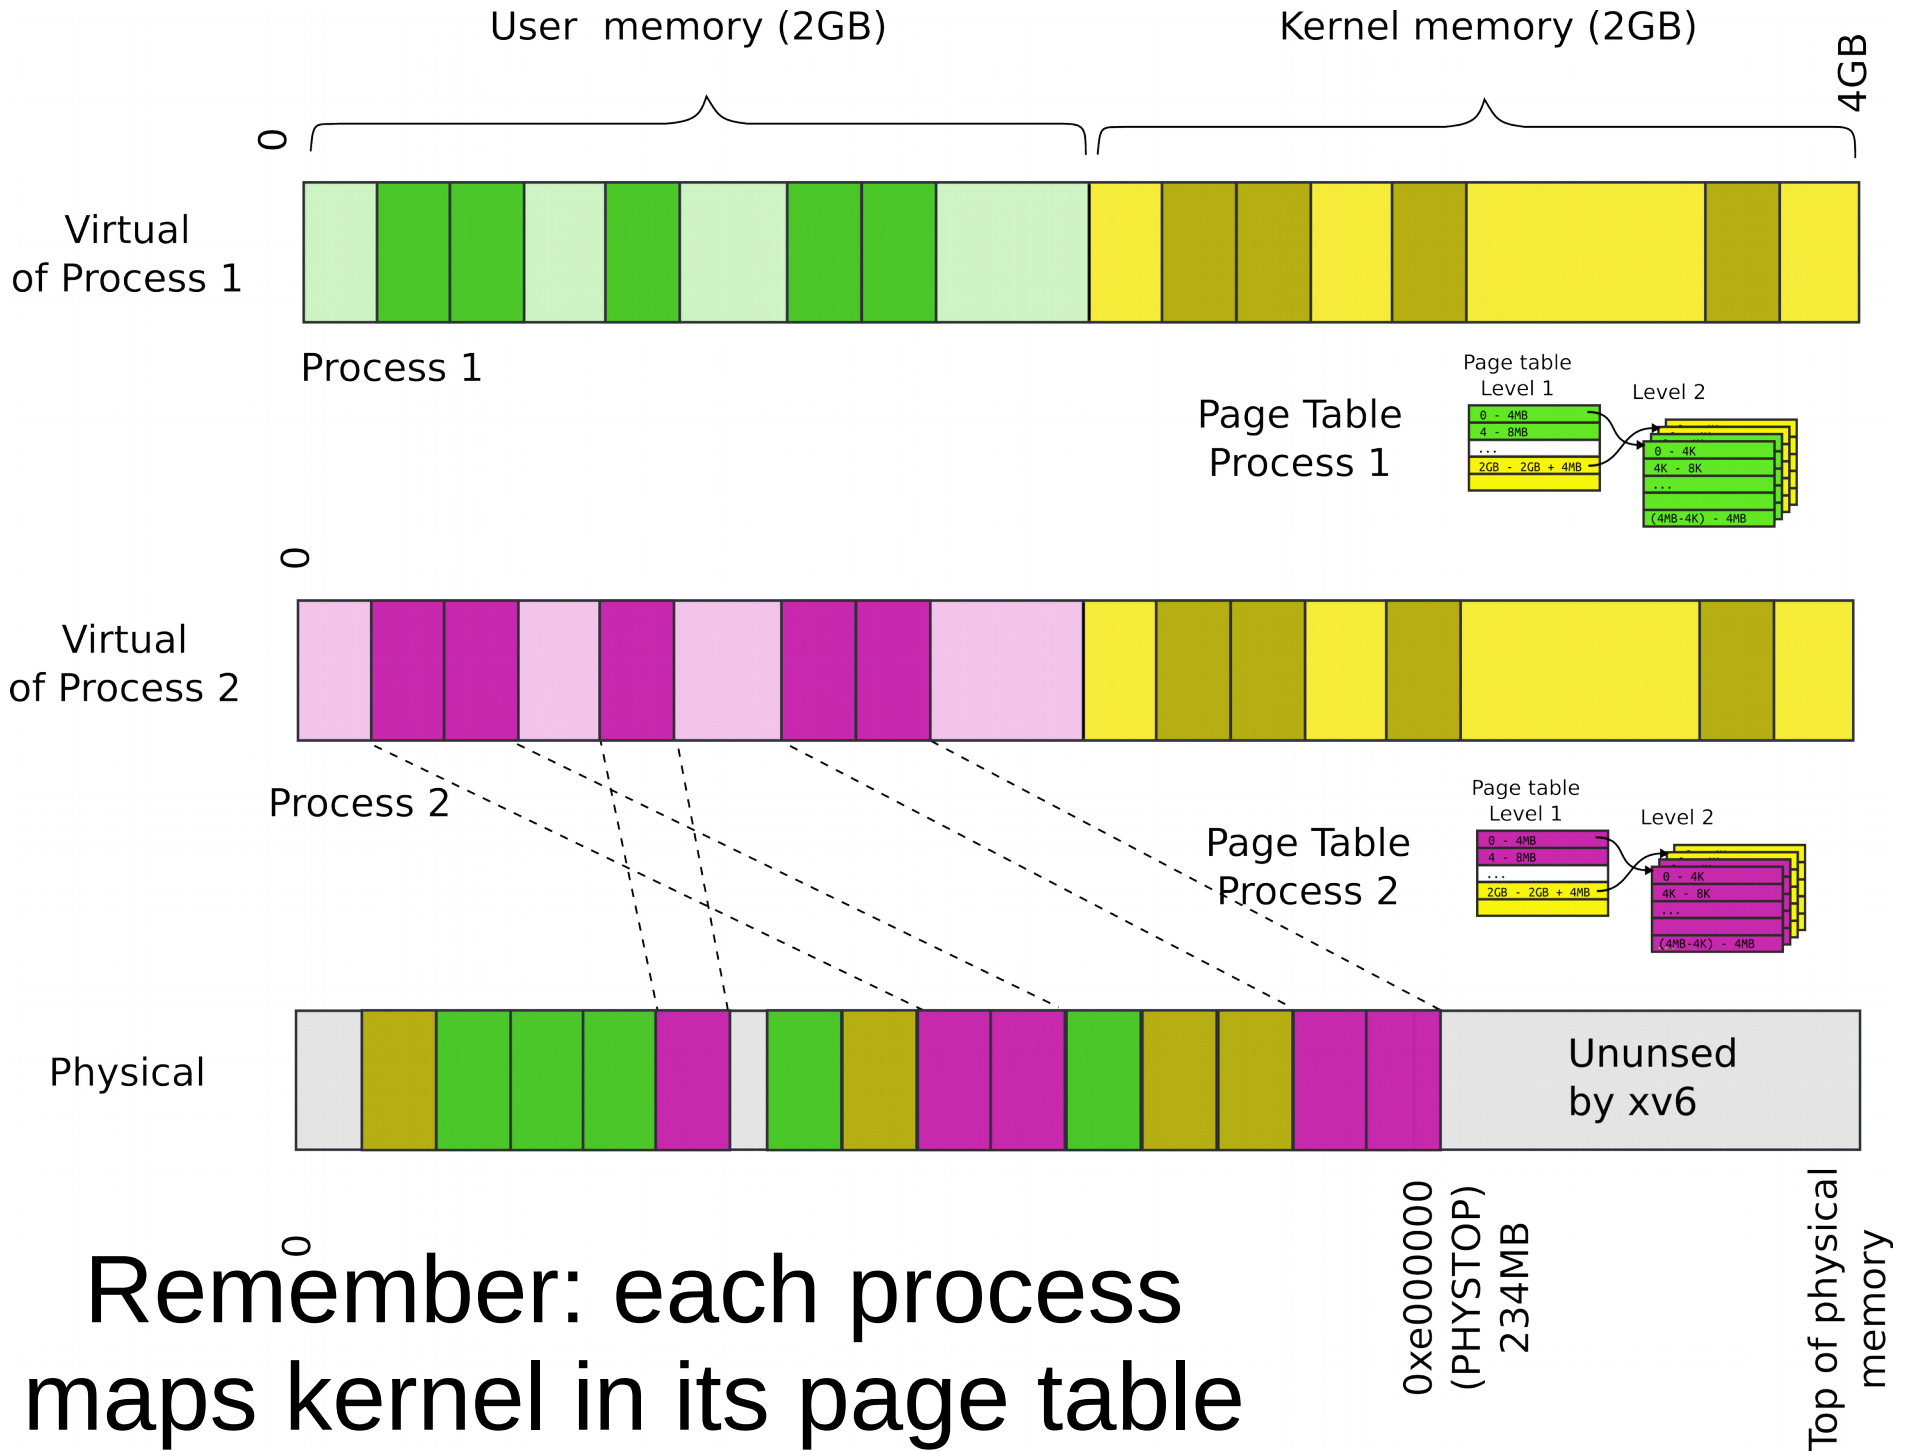 User  memory (2GB)
Kernel memory (2GB)
4GB
0
Virtual
of Process 1
Process 1
Page Table
Process 1
Page table
Level 1
Level 2
0 - 4MB
4 - 8MB
...
2GB - 2GB + 4MB
0 - 4K
4K - 8K
...
(4MB-4K) - 4MB
0
Virtual
of Process 2
Process 2
Page Table
Process 2
Page table
Level 1
Level 2
0 - 4MB
4 - 8MB
...
2GB - 2GB + 4MB
0 - 4K
4K - 8K
...
(4MB-4K) - 4MB
Physical
Ununsed
by xv6
0
0xe000000
(PHYSTOP)
234MB
Top of physical
memory
Remember: each process
maps kernel in its page table